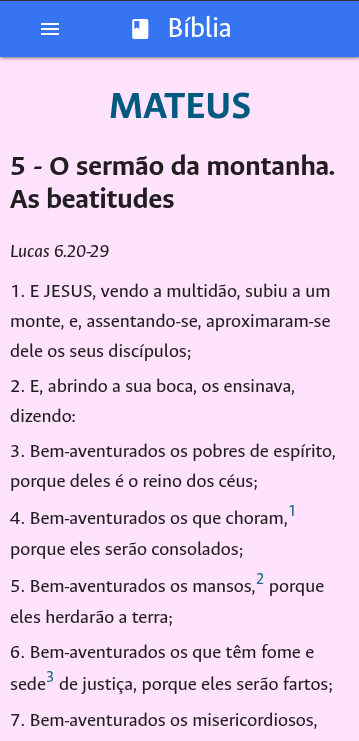 Bíblia
MATEUS
5 - O sermão da montanha.
As beatitudes
Lucas 6.20-29
1. E JESUS, vendo a multidão, subiu a um
monte, e, assentando-se, aproximaram-se
dele os seus discípulos;
2. E, abrindo a sua boca, os ensinava,
dizendo:
3. Bem-aventurados os pobres de espírito,
porque deles é o reino dos céus;
4. Bem-aventurados os que choram,1
porque eles serão consolados;
5. Bem-aventurados os mansos,2 porque
eles herdarão a terra;
6. Bem-aventurados os que têm fome e
sede3 de justiça, porque eles serão fartos;
7. Bem-aventurados os misericordiosos,